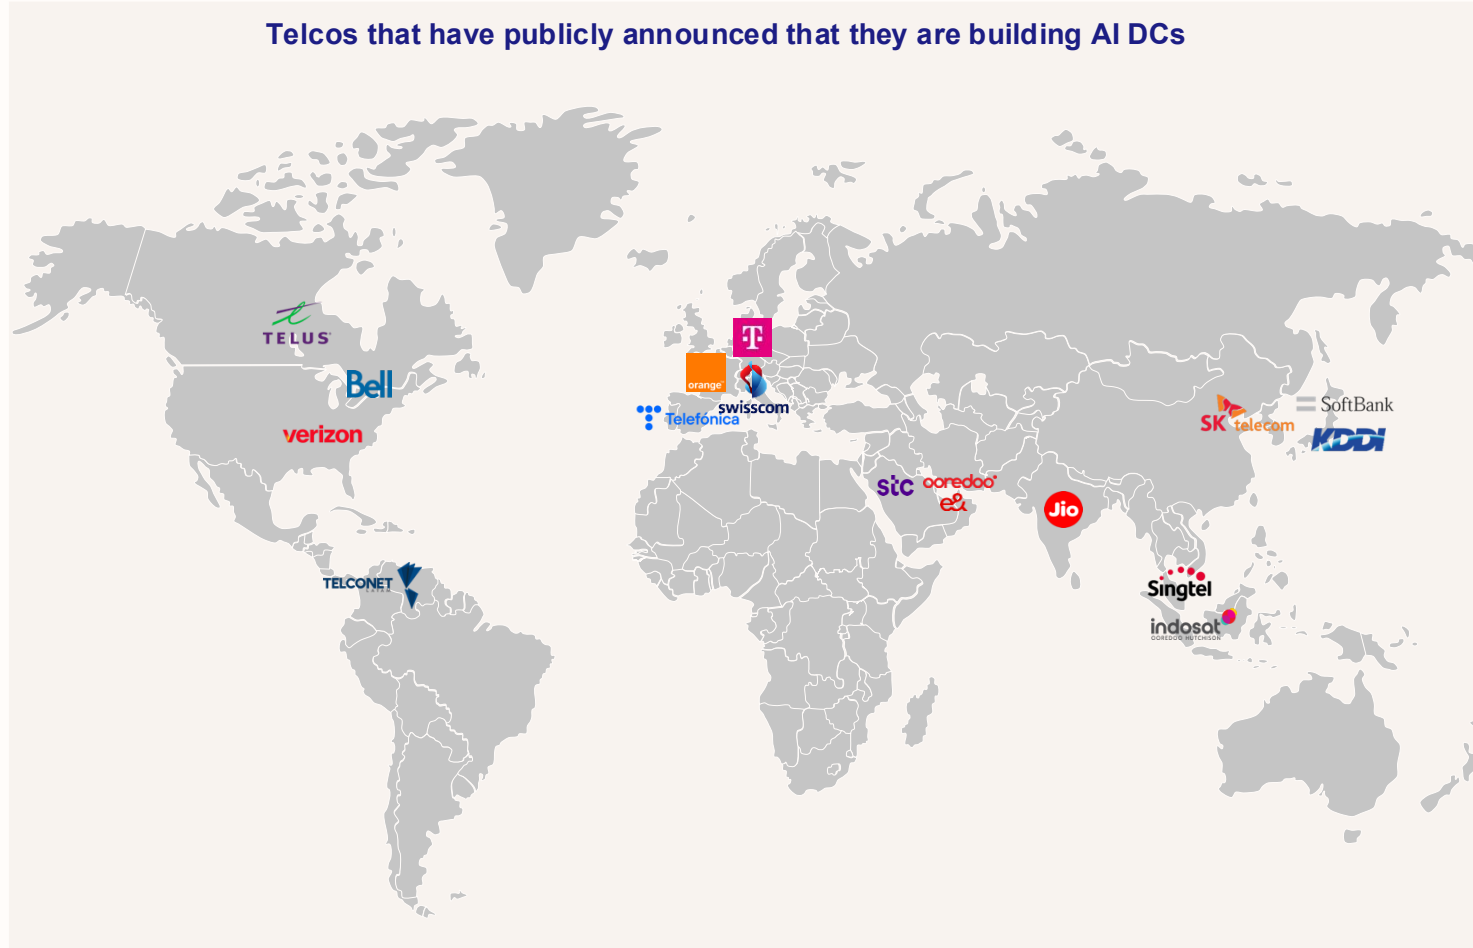 Telcos that have publicly announced that they are building AI DCs
TELUS
Bell
verizon
T
orange
swisscom
Telefónica
SK telecom
SoftBank
KDDI
stc
ooredoo
e&
Jio
TELCONET
LATAM
Singtel
indosat
OOREDOO HUTCHISON